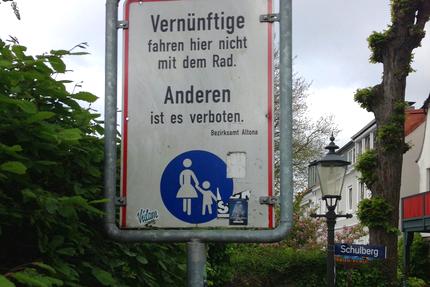 Vernünftige
fahren hier nicht
mit dem Rad.
Anderen
ist es verboten.
Bezirksamt Altona
Schulberg